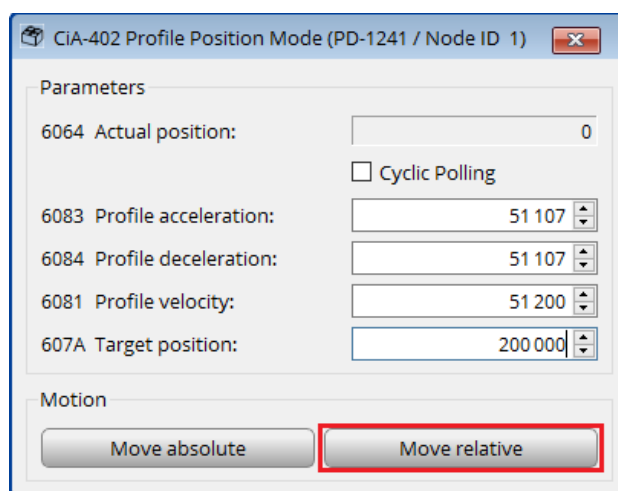 CiA-402 Profile Position Mode (PD-1241 / Node ID 1)
Parameters
6064 Actual position: 0
Cyclic Polling
6083 Profile acceleration: 51 107
6084 Profile deceleration: 51 107
6081 Profile velocity: 51 200
607A Target position: 200 000
Motion
Move absolute Move relative